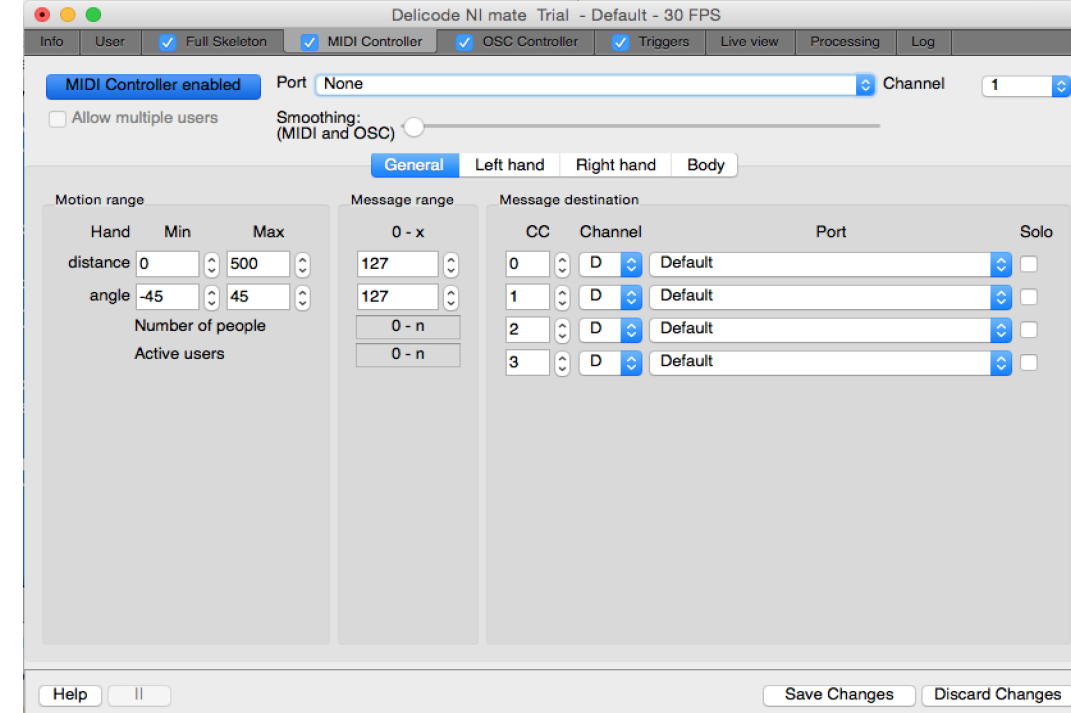 Delicode NI mate Trial - Default - 30 FPS
Info User Full Skeleton MIDI Controller OSC Controller Triggers Live view Processing Log
MIDI Controller enabled Port None Channel 1
Allow multiple users Smoothing:
(MIDI and OSC)
General Left hand Right hand Body
Motion range Message range Message destination
Hand Min Max 0 - x CC Channel Port Solo
distance 0 500 127 0 D Default
angle -45 45 127 1 D Default
Number of people 0 - n 2 D Default
Active users 0 - n 3 D Default
Help II Save Changes Discard Changes